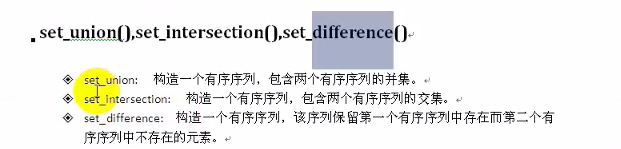 set_union(),set_intersection(),set_difference()
set_union: 构造一个有序序列，包含两个有序序列的并集。
set_intersection: 构造一个有序序列，包含两个有序序列的交集。
set_difference: 构造一个有序序列，该序列保留第一个有序序列中存在而第二个有
序序列中不存在的元素。